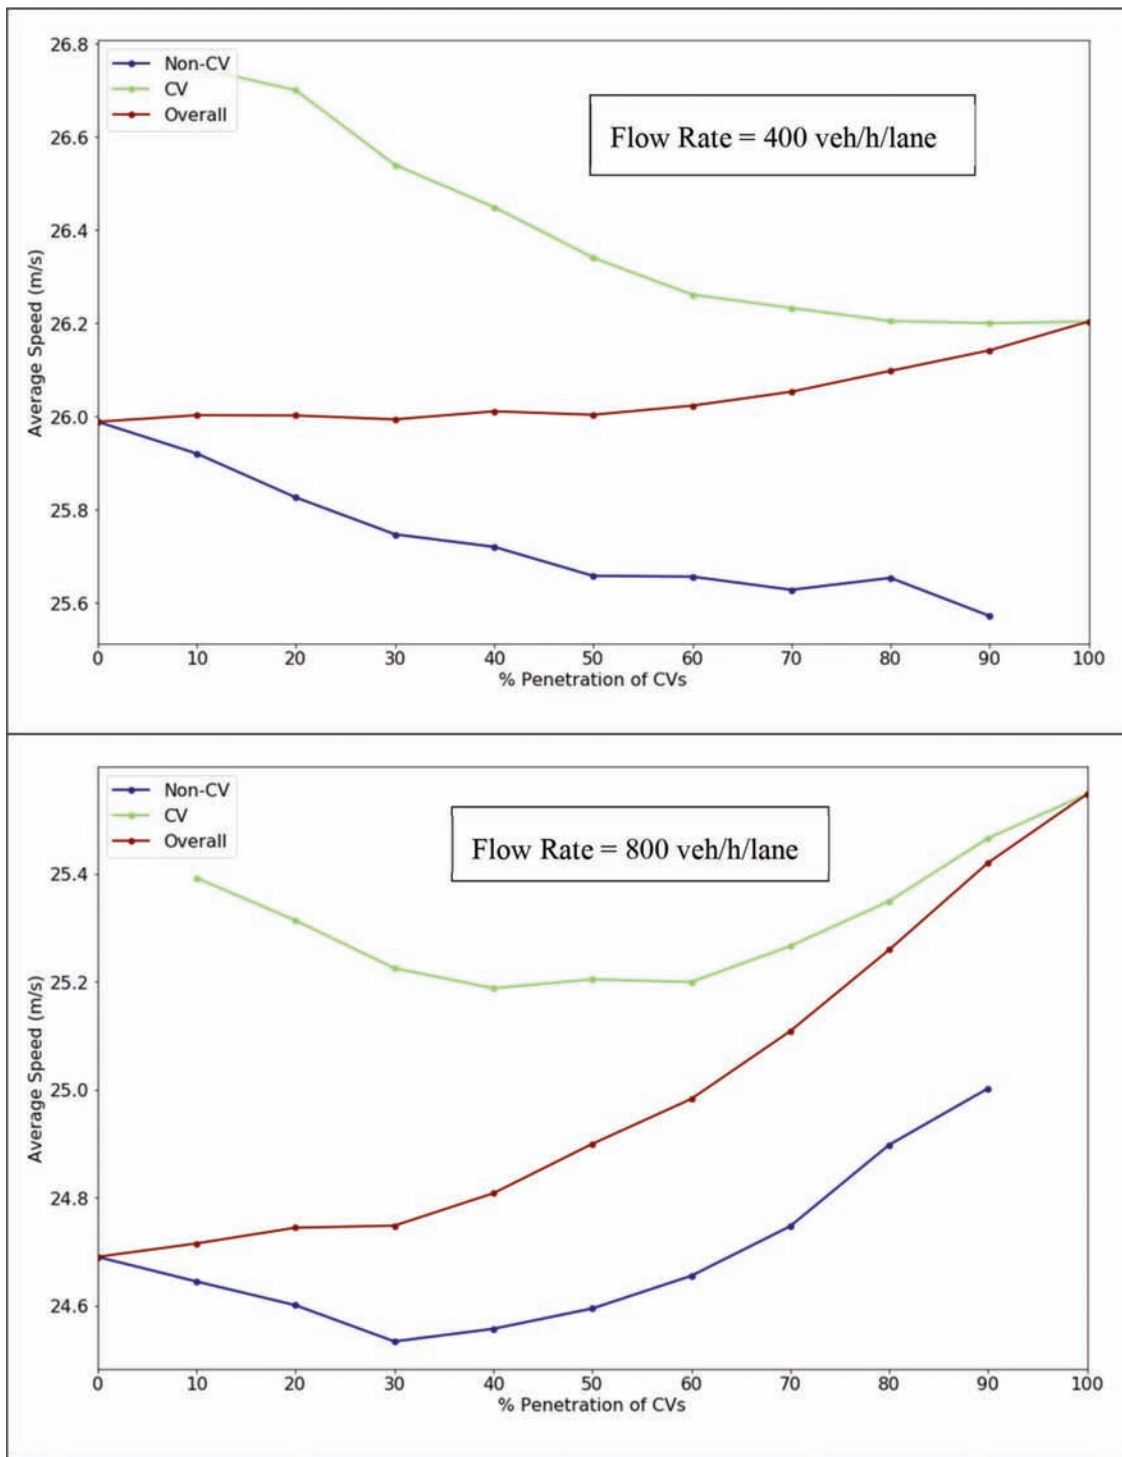 26.8
Non-CV
CV
Overall
Flow Rate = 400 veh/h/lane
26.6
26.4
26.2
26.0
25.8
25.6
Average Speed (m/s)
0 10 20 30 40 50 60 70 80 90 100
% Penetration of CVs
Non-CV
CV
Overall
Flow Rate = 800 veh/h/lane
25.4
25.2
25.0
24.8
24.6
Average Speed (m/s)
0 10 20 30 40 50 60 70 80 90 100
% Penetration of CVs